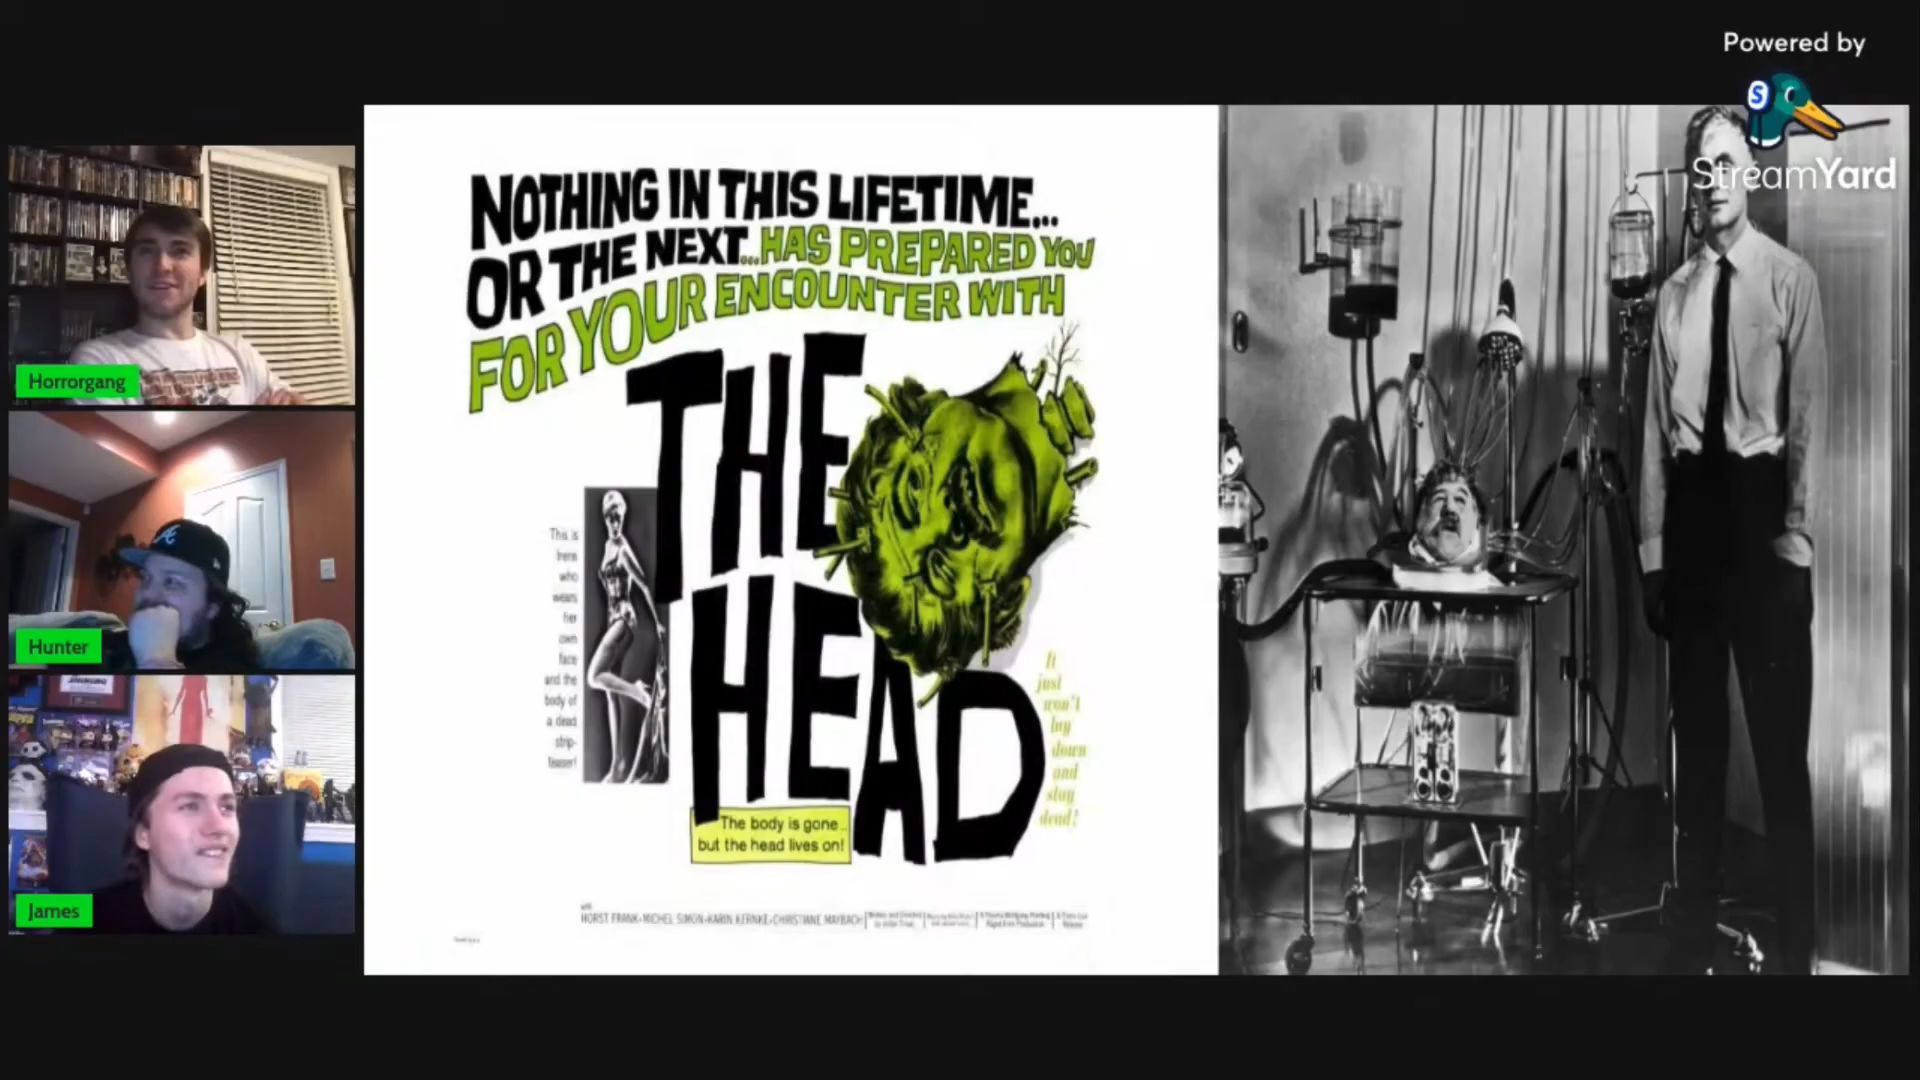 Powered by
StreamYard
Horrorgang
Hunter
James
NOTHING IN THIS LIFETIME...
OR THE NEXT...HAS PREPARED YOU
FOR YOUR ENCOUNTER WITH
THE
HEAD
This is
Irene
who
wears
her
own
face
and the
body of
a dead
strip-
teaser!
It
just
won't
lay
down
and
stay
dead!
The body is gone...
but the head lives on!
with
HORST FRANK • MICHEL SIMON • KARIN KERNKE • CHRISTIANE MAYBACH